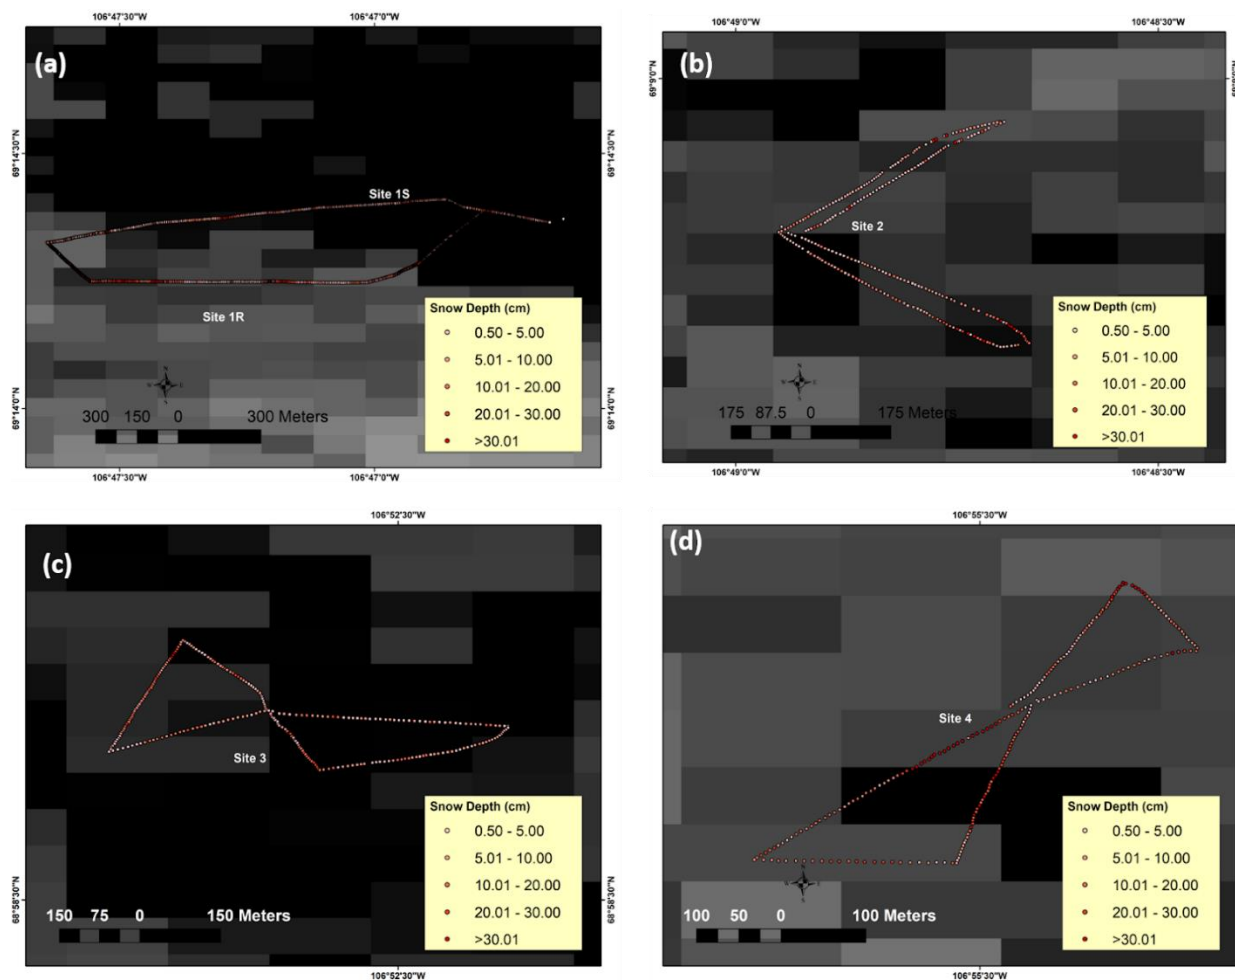 106°47'30"W 106°47'0"W
(a)
69°14'30"N
69°14'30"N
Site 1S
Site 1R
Snow Depth (cm)
0.50 - 5.00
5.01 - 10.00
10.01 - 20.00
20.01 - 30.00
>30.01
300 150 0 300 Meters
69°14'0"N
69°14'0"N
106°47'30"W 106°47'0"W
106°49'0"W 106°48'30"W
(b)
69°9'0"N
Site 2
Snow Depth (cm)
0.50 - 5.00
5.01 - 10.00
10.01 - 20.00
20.01 - 30.00
>30.01
175 87.5 0 175 Meters
106°49'0"W 106°48'30"W
106°52'30"W
(c)
Site 3
Snow Depth (cm)
0.50 - 5.00
5.01 - 10.00
10.01 - 20.00
20.01 - 30.00
>30.01
150 75 0 150 Meters
68°58'30"N
68°58'30"N
106°52'30"W
106°55'30"W
(d)
Site 4
Snow Depth (cm)
0.50 - 5.00
5.01 - 10.00
10.01 - 20.00
20.01 - 30.00
>30.01
100 50 0 100 Meters
106°55'30"W